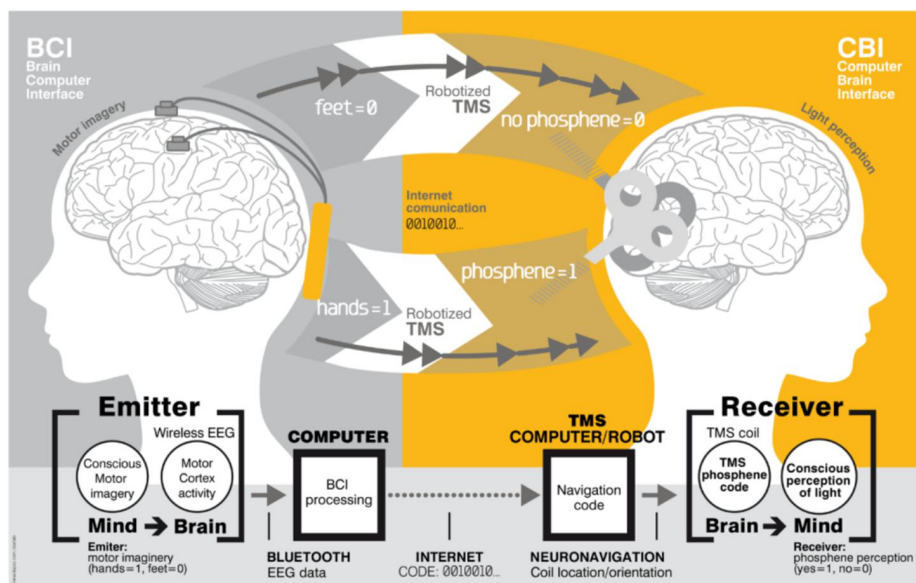 BCI
Brain
Computer
Interface
CBI
Computer
Brain
Interface
Motor imagery
Light perception
feet=0
Robotized
TMS
no phosphene=0
Internet
comunication
0010010...
phosphene=1
hands=1
Robotized
TMS
Emitter
Wireless EEG
Conscious
Motor
imagery
Motor
Cortex
activity
Mind
Brain
Emiter:
motor imaginery
(hands=1, feet=0)
COMPUTER
BCI
processing
BLUETOOTH
EEG data
INTERNET
CODE: 0010010...
TMS
COMPUTER/ROBOT
Navigation
code
NEURONAVIGATION
Coil location/orientation
Receiver
TMS coil
TMS
phosphene
code
Conscious
perception
of light
Brain
Mind
Receiver:
phosphene perception
(yes=1, no=0)